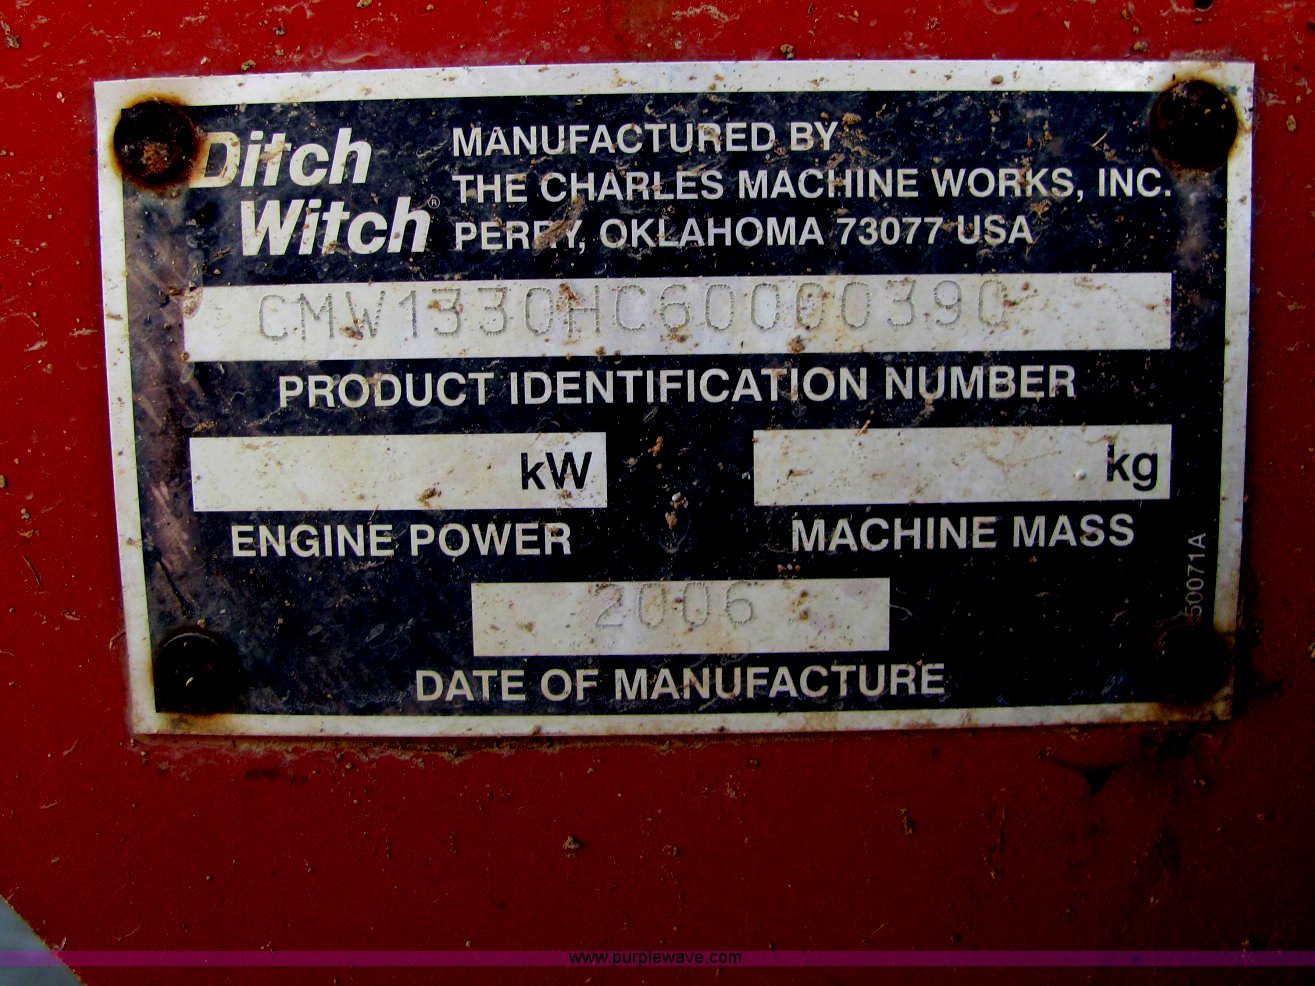 Ditch
Witch®
MANUFACTURED BY
THE CHARLES MACHINE WORKS, INC.
PERRY, OKLAHOMA 73077 USA
CMW1330HC60000390
PRODUCT IDENTIFICATION NUMBER
kW
ENGINE POWER
kg
MACHINE MASS
2006
DATE OF MANUFACTURE
50071A
www.purplewave.com